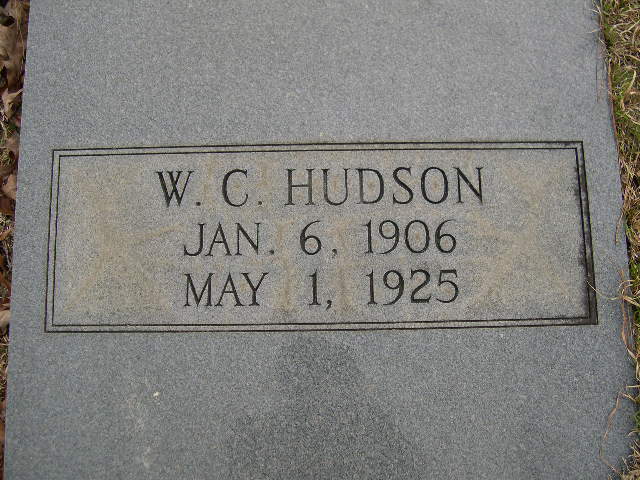 W. C. HUDSON
JAN. 6, 1906
MAY 1, 1925